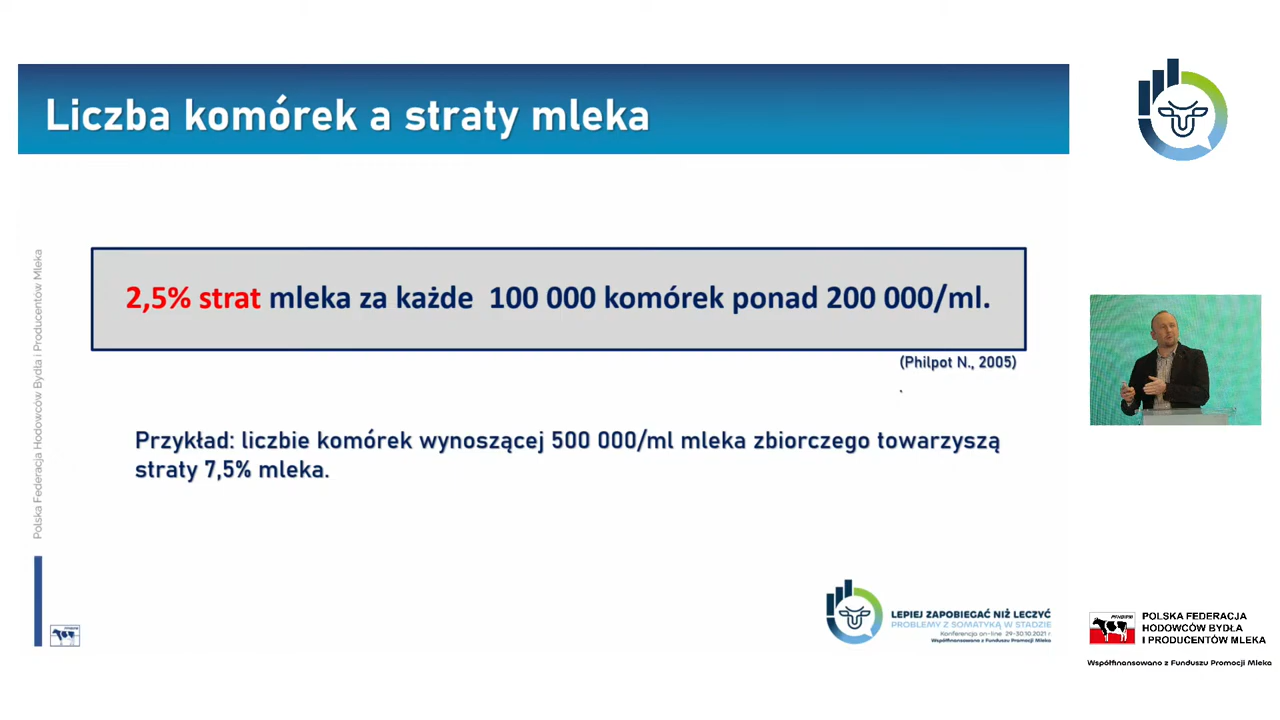 Liczba komórek a straty mleka
2,5% strat mleka za każde 100 000 komórek ponad 200 000/ml.
(Philpot N., 2005)
Przykład: liczbie komórek wynoszącej 500 000/ml mleka zbiorczego towarzyszą
straty 7,5% mleka.
Polska Federacja Hodowców Bydła i Producentów Mleka
LEPIEJ ZAPOBIEGAĆ NIŻ LECZYĆ
PROBLEMY Z SOMATYKĄ W STADZIE
Konferencja on-line 29-30.10.2021 r
Współfinansowano z Funduszu Promocji Mleka
POLSKA FEDERACJA
HODOWCÓW BYDŁA
I PRODUCENTÓW MLEKA
Współfinansowano z Funduszu Promocji Mleka